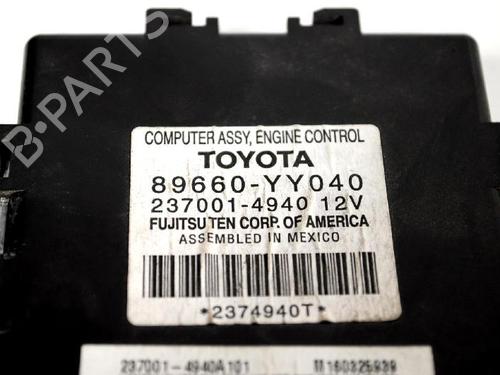 B-PARTS
COMPUTER ASSY, ENGINE CONTROL
TOYOTA
89660-YY040
237001-4940 12V
FUJITSU TEN CORP. OF AMERICA
ASSEMBLED IN MEXICO
*2374940T*
237001-4940A101 M160325939